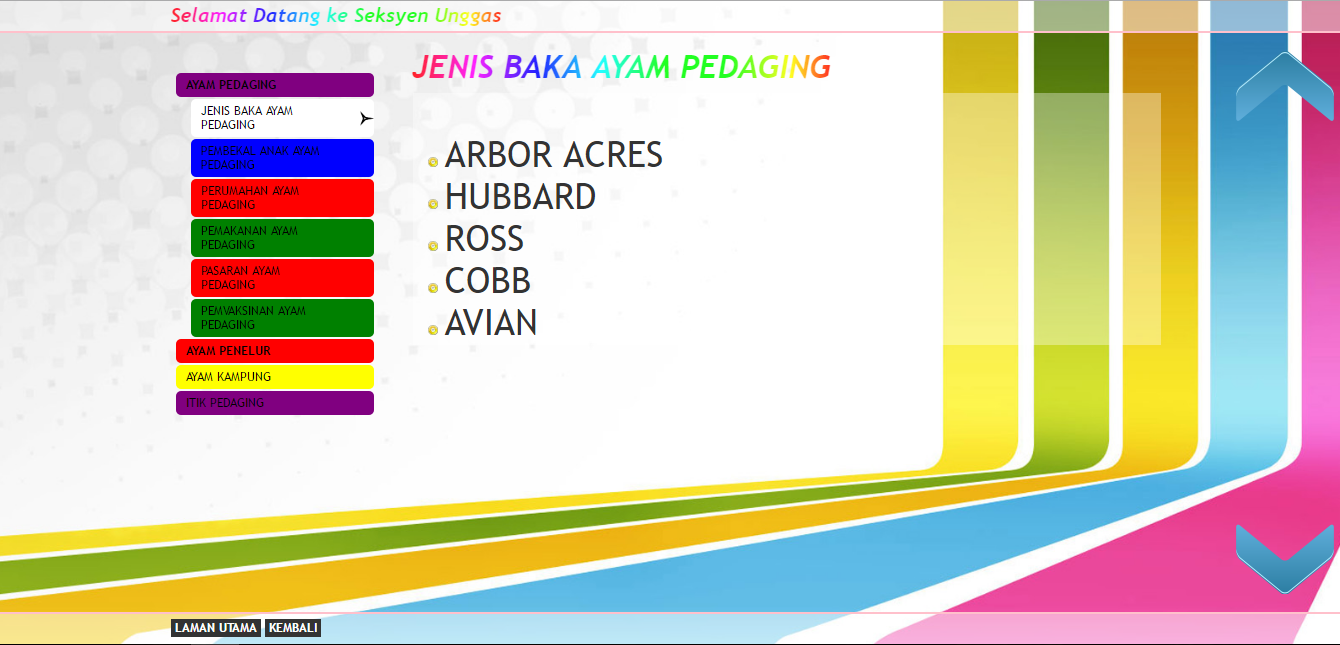 Selamat Datang ke Seksyen Unggas
JENIS BAKA AYAM PEDAGING
AYAM PEDAGING
JENIS BAKA AYAM
PEDAGING
PEMBEKAL ANAK AYAM
PEDAGING
PERUMAHAN AYAM
PEDAGING
PEMAKANAN AYAM
PEDAGING
PASARAN AYAM
PEDAGING
PEMVAKSINAN AYAM
PEDAGING
AYAM PENELUR
AYAM KAMPUNG
ITIK PEDAGING
ARBOR ACRES
HUBBARD
ROSS
COBB
AVIAN
LAMAN UTAMA KEMBALI